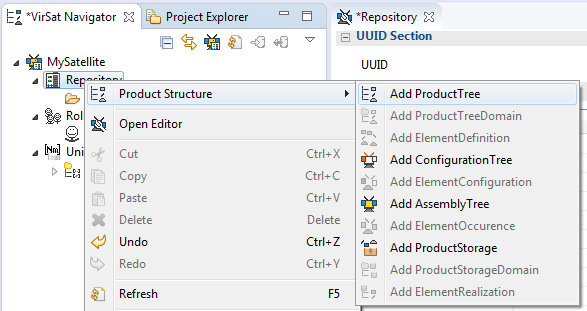 *VirSat Navigator
Project Explorer
*Repository
UUID Section
MySatellite
UUID
Repository
Product Structure
Add ProductTree
Add ProductTreeDomain
Rol
Open Editor
Add ElementDefinition
Uni
Cut Ctrl+X
Add ConfigurationTree
Copy Ctrl+C
Add ElementConfiguration
Paste Ctrl+V
Add AssemblyTree
Delete Delete
Add ElementOccurence
Undo Ctrl+Z
Add ProductStorage
Redo Ctrl+Y
Add ProductStorageDomain
Refresh F5
Add ElementRealization